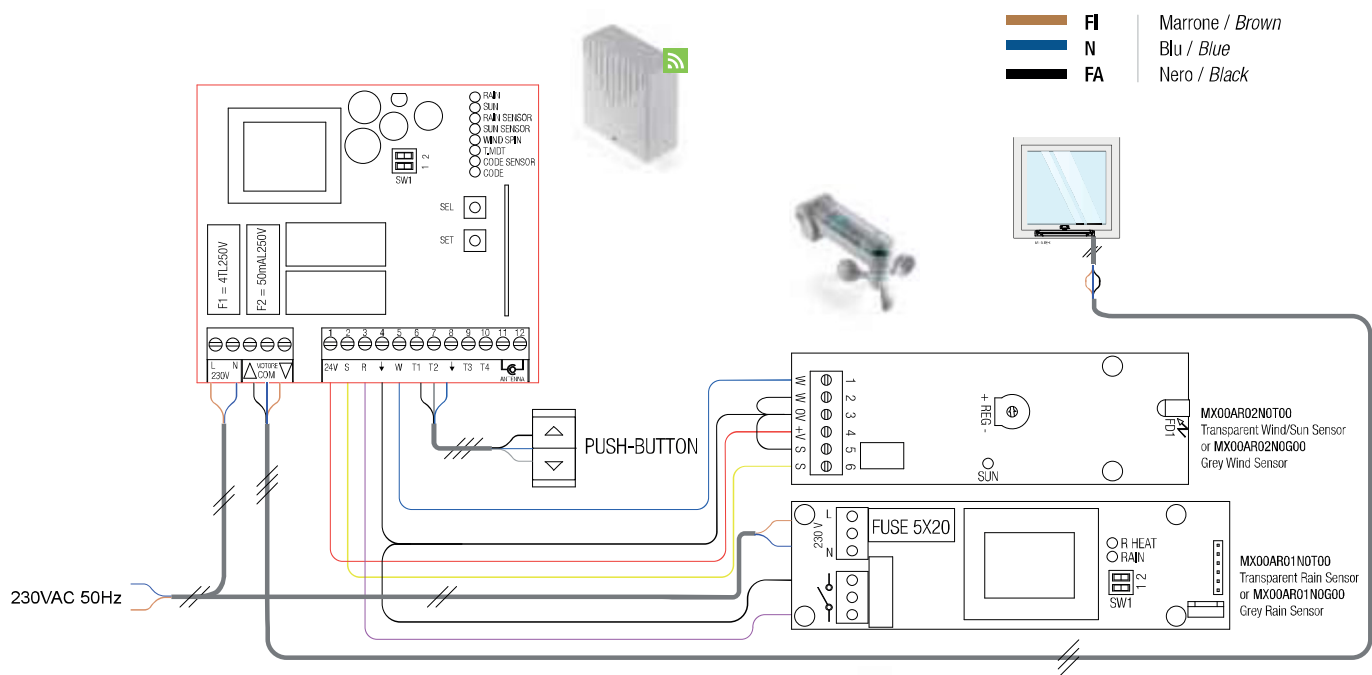 FI Marrone / Brown
N Blu / Blue
FA Nero / Black
RAIN
SUN
RAIN SENSOR
SUN SENSOR
WIND SPIN
T.MDT
CODE SENSOR
CODE
1 2
SW1
SEL
SET
F1 = 4TL250V
F2 = 50mAL250V
L N
230V
MOTORE
COM
1 2 3 4 5 6 7 8 9 10 11 12
24V S R W T1 T2 T3 T4
ANTENNA
PUSH-BUTTON
W 1
W 2
0V 3
+V 4
S 5
S 6
+ REG -
SUN
FD1
MX00AR02N0T00
Transparent Wind/Sun Sensor
or MX00AR02N0G00
Grey Wind Sensor
L
230 V
N
FUSE 5X20
R HEAT
RAIN
1 2
SW1
MX00AR01N0T00
Transparent Rain Sensor
or MX00AR01N0G00
Grey Rain Sensor
230VAC 50Hz